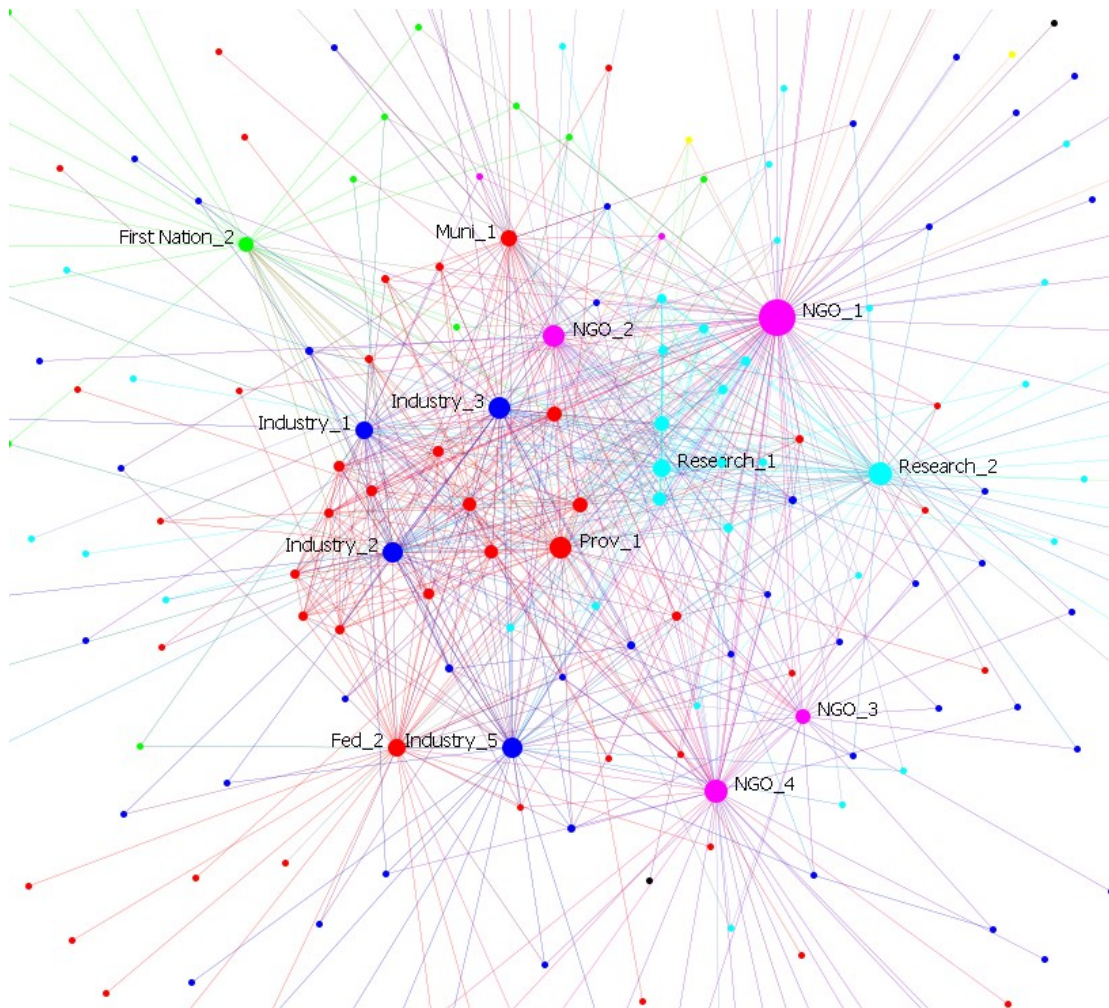 Muni_1
First Nation_2
NGO_1
NGO_2
Industry_3
Industry_1
Research_1
Research_2
Prov_1
Industry_2
NGO_3
Fed_2
Industry_5
NGO_4